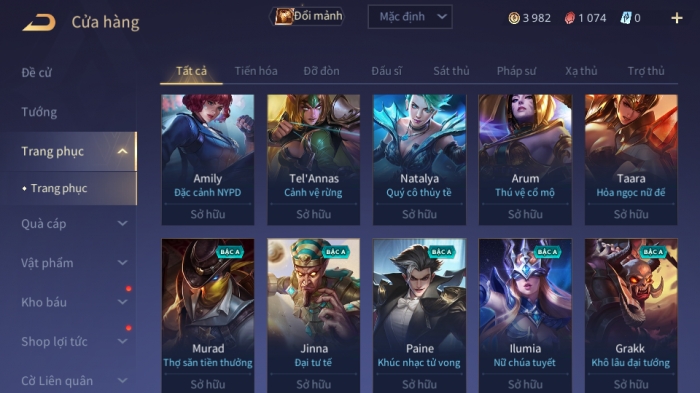 Cửa hàng
Đổi mảnh
Mặc định
3 982
1 074
0
Đề cử
Tướng
Trang phục
Trang phục
Quà cáp
Vật phẩm
Kho báu
Shop lợi tức
Cờ Liên quân
Tất cả Tiến hóa Đỡ đòn Đấu sĩ Sát thủ Pháp sư Xạ thủ Trợ thủ
Amily
Đặc cảnh NYPD
Sở hữu
Tel'Annas
Cảnh vệ rừng
Sở hữu
Natalya
Quý cô thủy tề
Sở hữu
Arum
Thú vệ cổ mộ
Sở hữu
Taara
Hỏa ngọc nữ đế
Sở hữu
Murad
Thợ săn tiền thưởng
Sở hữu
BẬC A
Jinna
Đại tư tế
Sở hữu
BẬC A
Paine
Khúc nhạc tử vong
Sở hữu
BẬC A
Ilumia
Nữ chúa tuyết
Sở hữu
BẬC A
Grakk
Khô lâu đại tướng
Sở hữu